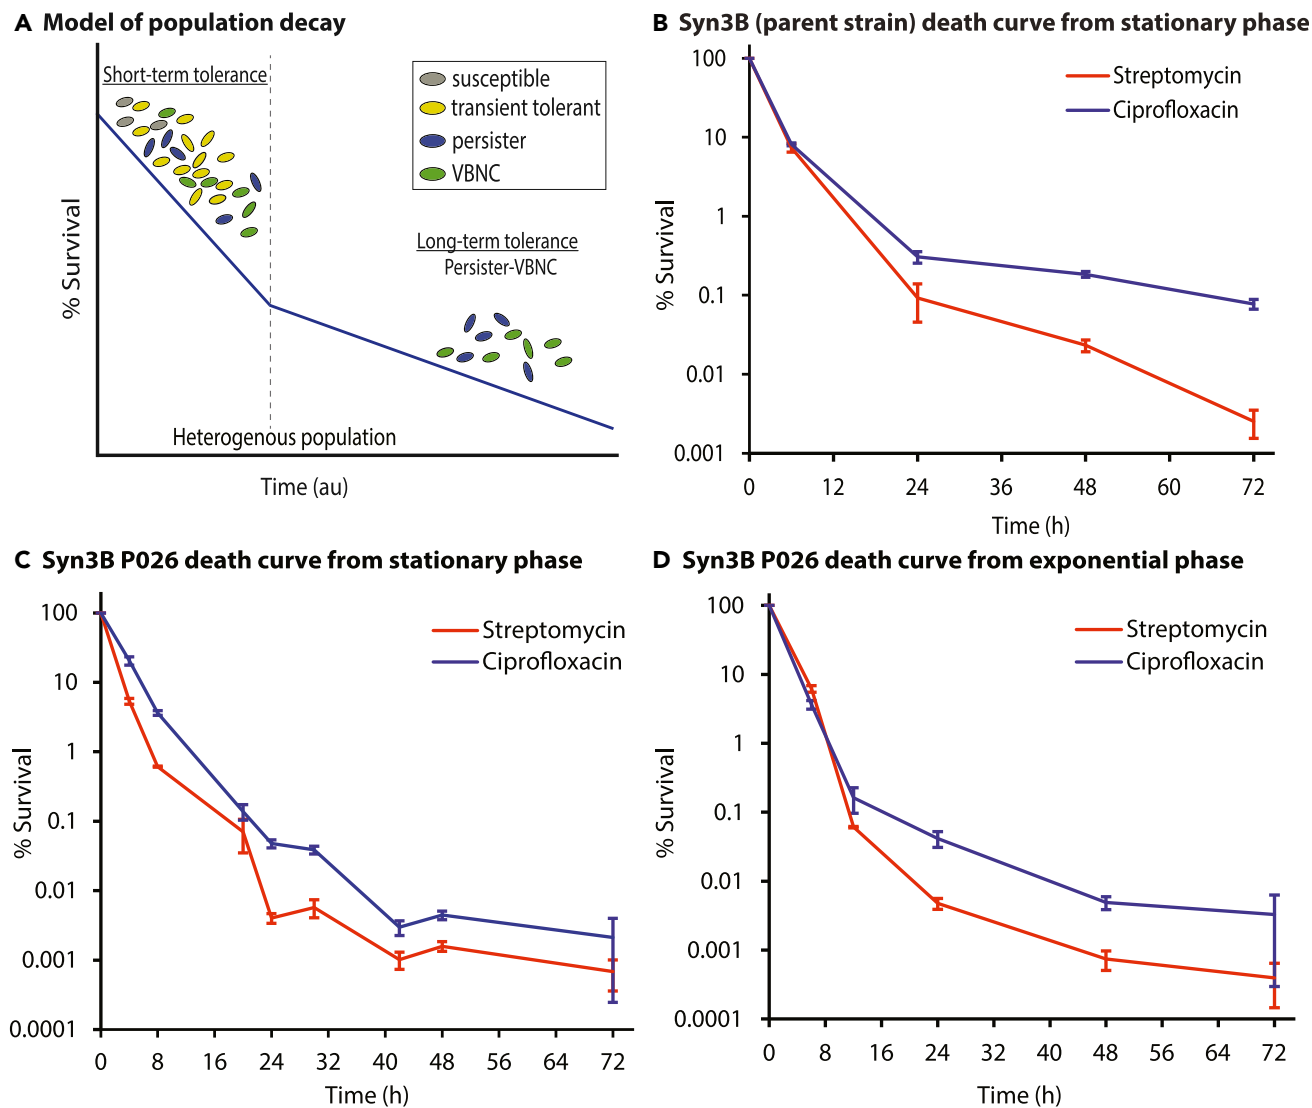 A Model of population decay
Short-term tolerance
susceptible
transient tolerant
persister
VBNC
Long-term tolerance
Persister-VBNC
Heterogenous population
% Survival
Time (au)
B Syn3B (parent strain) death curve from stationary phase
Streptomycin
Ciprofloxacin
100
10
1
0.1
0.01
0.001
% Survival
0 12 24 36 48 60 72
Time (h)
C Syn3B P026 death curve from stationary phase
Streptomycin
Ciprofloxacin
100
10
1
0.1
0.01
0.001
0.0001
% Survival
0 8 16 24 32 40 48 56 64 72
Time (h)
D Syn3B P026 death curve from exponential phase
Streptomycin
Ciprofloxacin
100
10
1
0.1
0.01
0.001
0.0001
% Survival
0 8 16 24 32 40 48 56 64 72
Time (h)